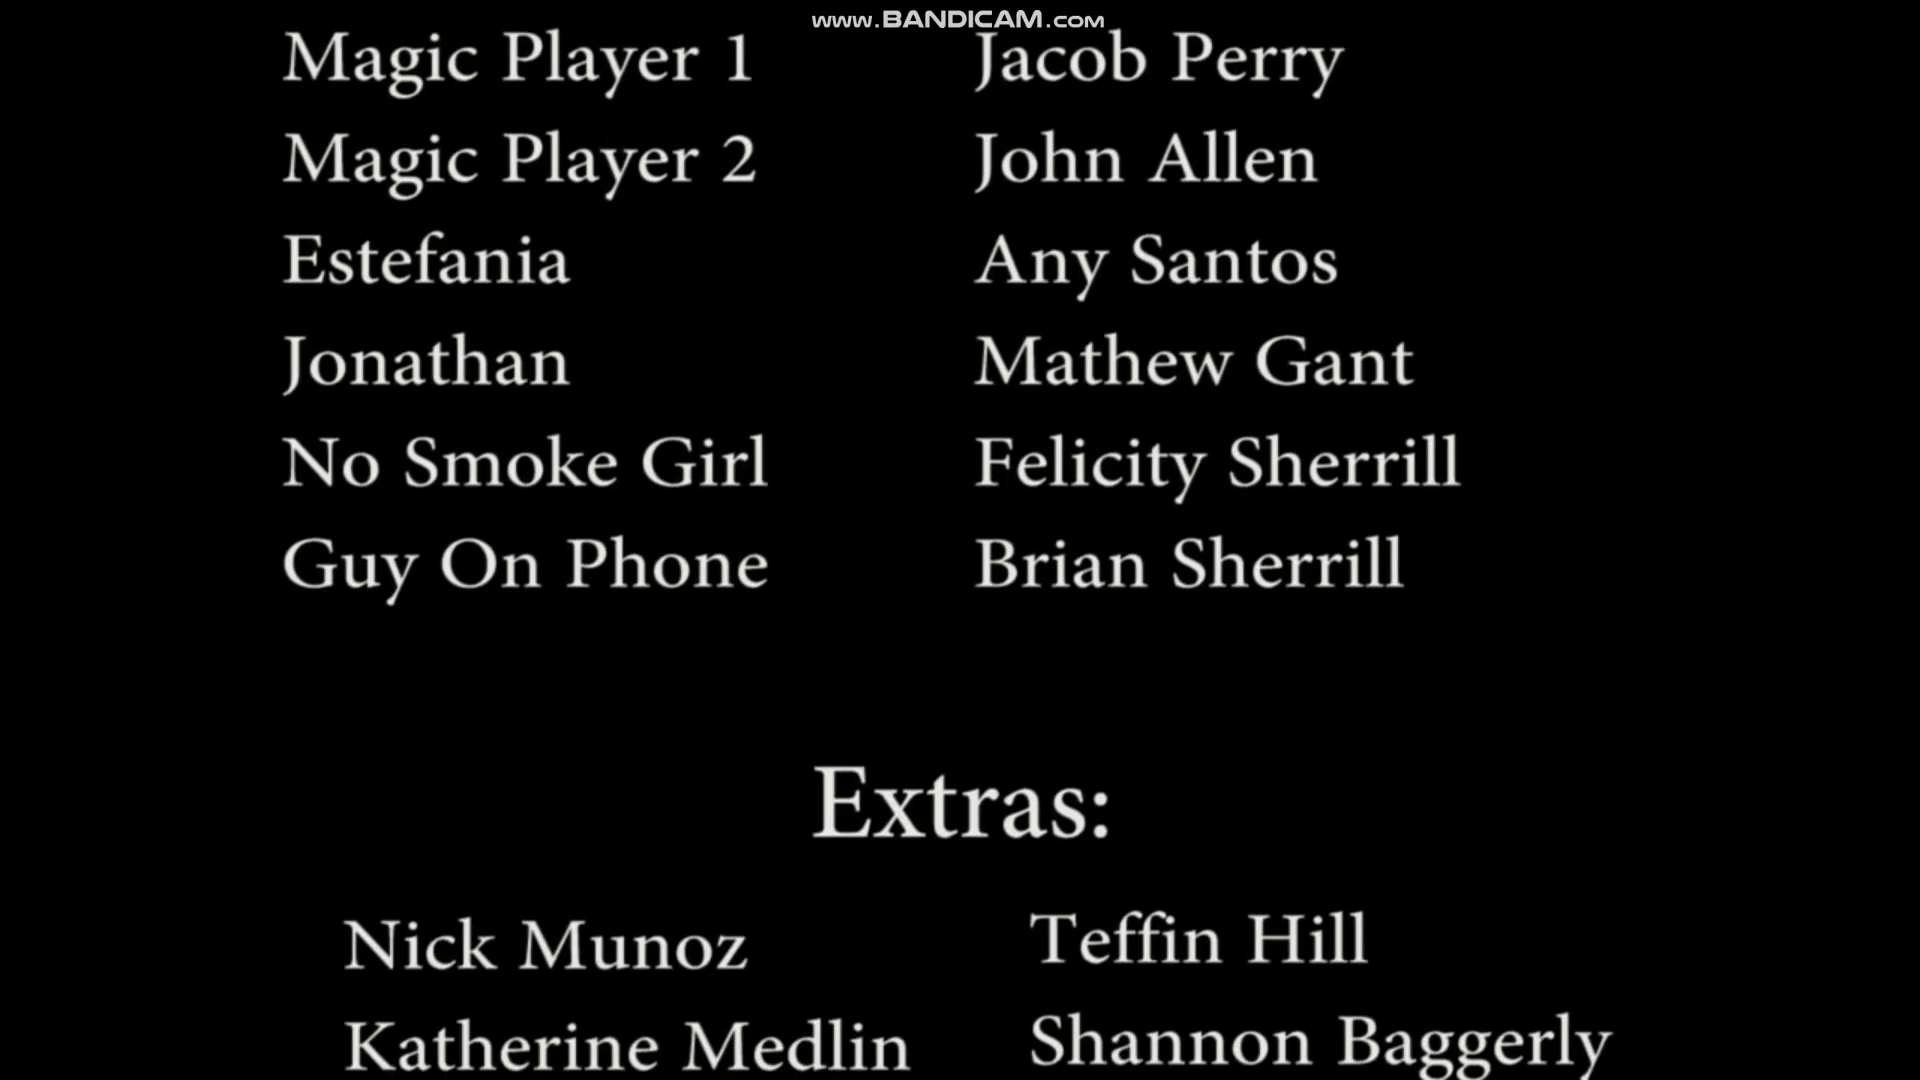 www.BANDICAM.com
Magic Player 1 Jacob Perry
Magic Player 2 John Allen
Estefania Any Santos
Jonathan Mathew Gant
No Smoke Girl Felicity Sherrill
Guy On Phone Brian Sherrill
Extras:
Nick Munoz Teffin Hill
Katherine Medlin Shannon Baggerly